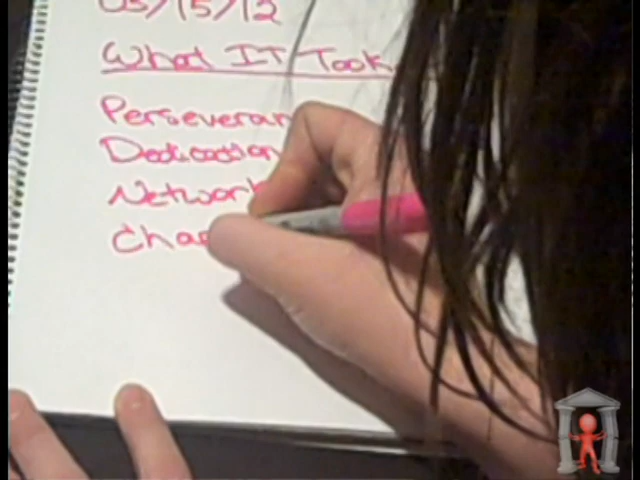 03/15/12
What IT Took
Perseveran
Dedication
Network
Cha